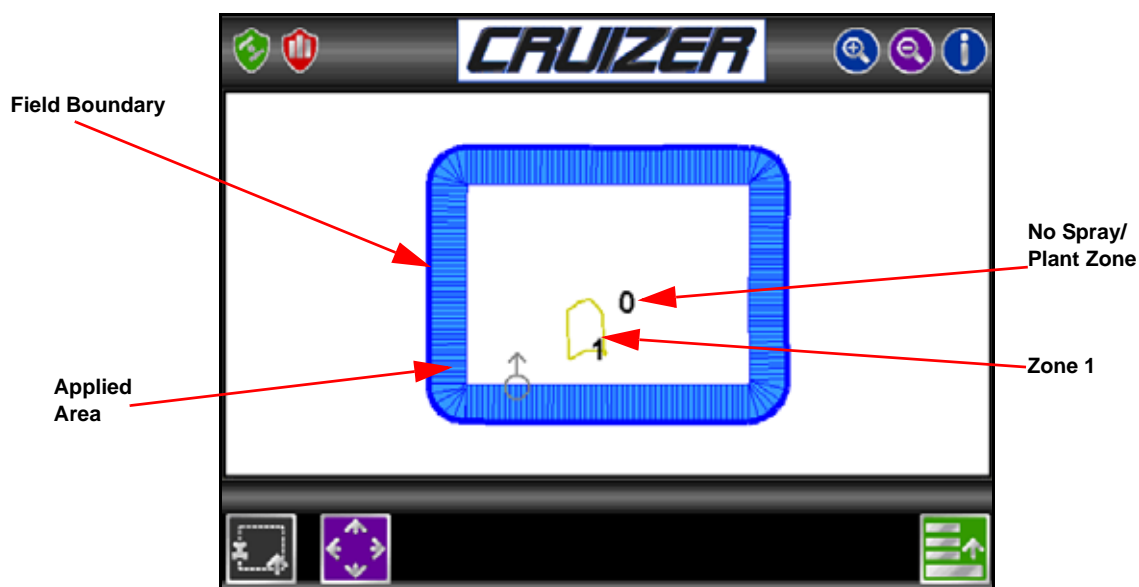 CRUIZER
Field Boundary
No Spray/
Plant Zone
0
1
Zone 1
Applied
Area